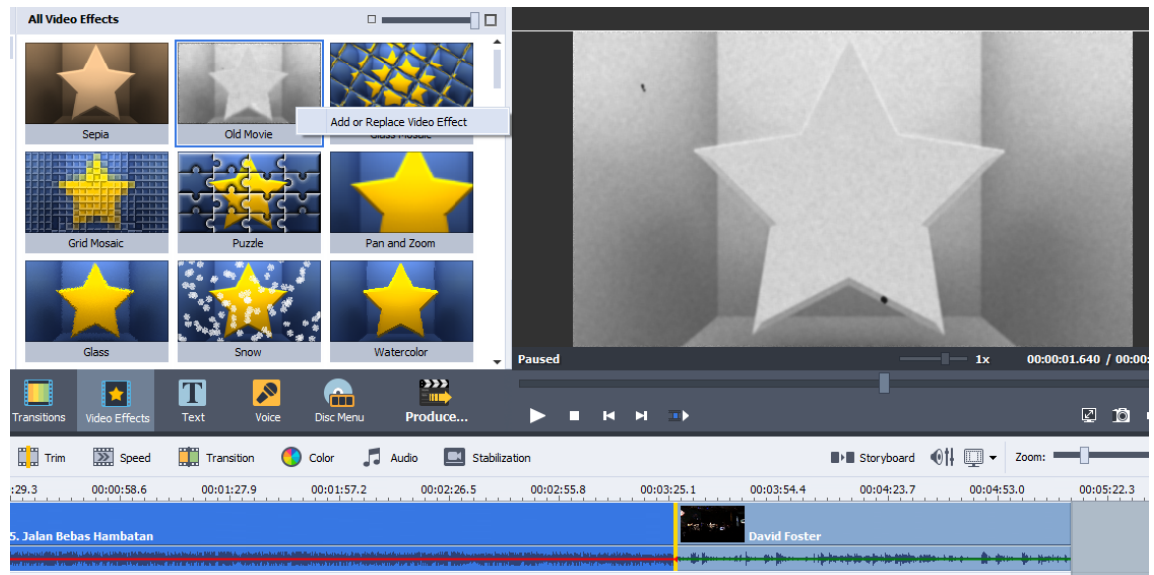 All Video Effects
Sepia
Old Movie
Add or Replace Video Effect
Glass Mosaic
Grid Mosaic
Puzzle
Pan and Zoom
Glass
Snow
Watercolor
Paused
1x
00:00:01.640 / 00:00:
Transitions
Video Effects
Text
Voice
Disc Menu
Produce...
Trim
Speed
Transition
Color
Audio
Stabilization
Storyboard
Zoom:
:29.3 00:00:58.6 00:01:27.9 00:01:57.2 00:02:26.5 00:02:55.8 00:03:25.1 00:03:54.4 00:04:23.7 00:04:53.0 00:05:22.3
5. Jalan Bebas Hambatan
David Foster